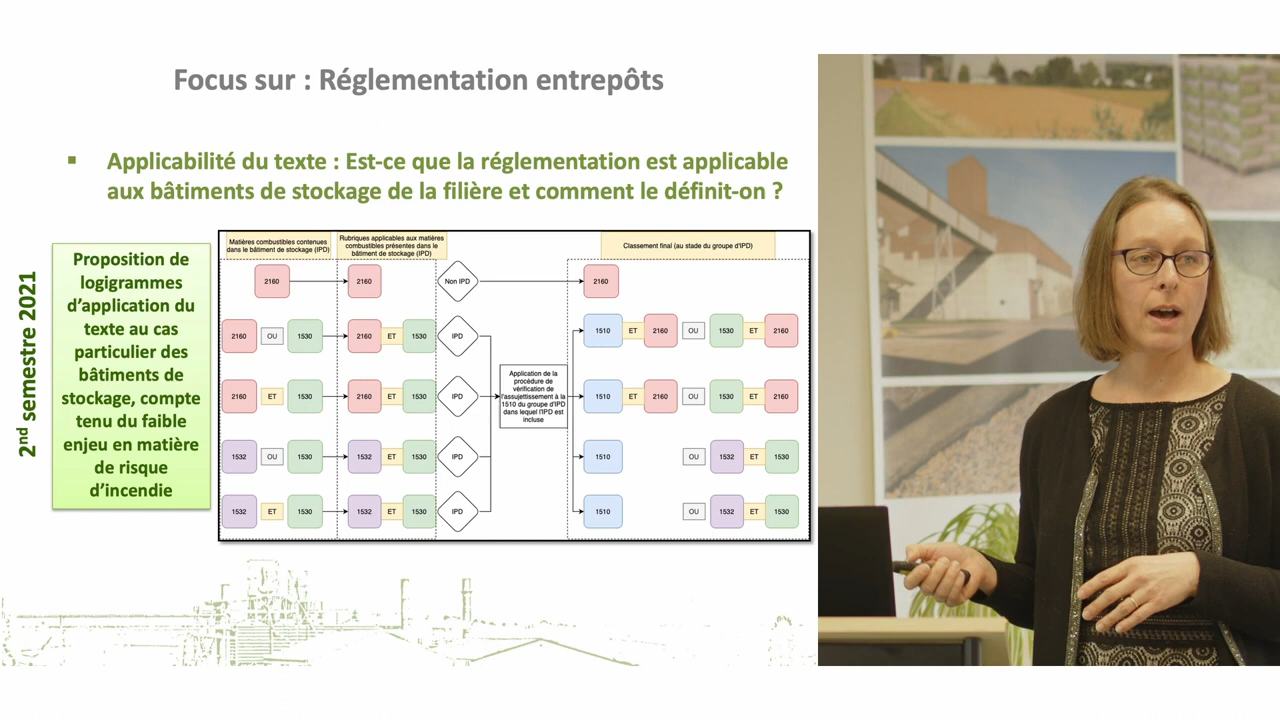 Focus sur : Réglementation entrepôts
▪ Applicabilité du texte : Est-ce que la réglementation est applicable
aux bâtiments de stockage de la filière et comment le définit-on ?
2nd semestre 2021
Proposition de
logigrammes
d’application du
texte au cas
particulier des
bâtiments de
stockage, compte
tenu du faible
enjeu en matière
de risque
d’incendie
Matières combustibles contenues
dans le bâtiment de stockage (IPD)
Rubriques applicables aux matières
combustibles présentes dans le
bâtiment de stockage (IPD)
Classement final (au stade du groupe d'IPD)
2160 2160 Non IPD 2160
2160 OU 1530 2160 ET 1530 IPD 1510 ET 2160 OU 1530 ET 2160
2160 ET 1530 2160 ET 1530 IPD 1510 ET 2160 OU 1530 ET 2160
1532 OU 1530 1532 ET 1530 IPD 1510 OU 1532 ET 1530
1532 ET 1530 1532 ET 1530 IPD 1510 OU 1532 ET 1530
Application de la
procédure de
vérification de
l'assujettissement à la
1510 du groupe d'IPD
dans lequel l'IPD est
incluse